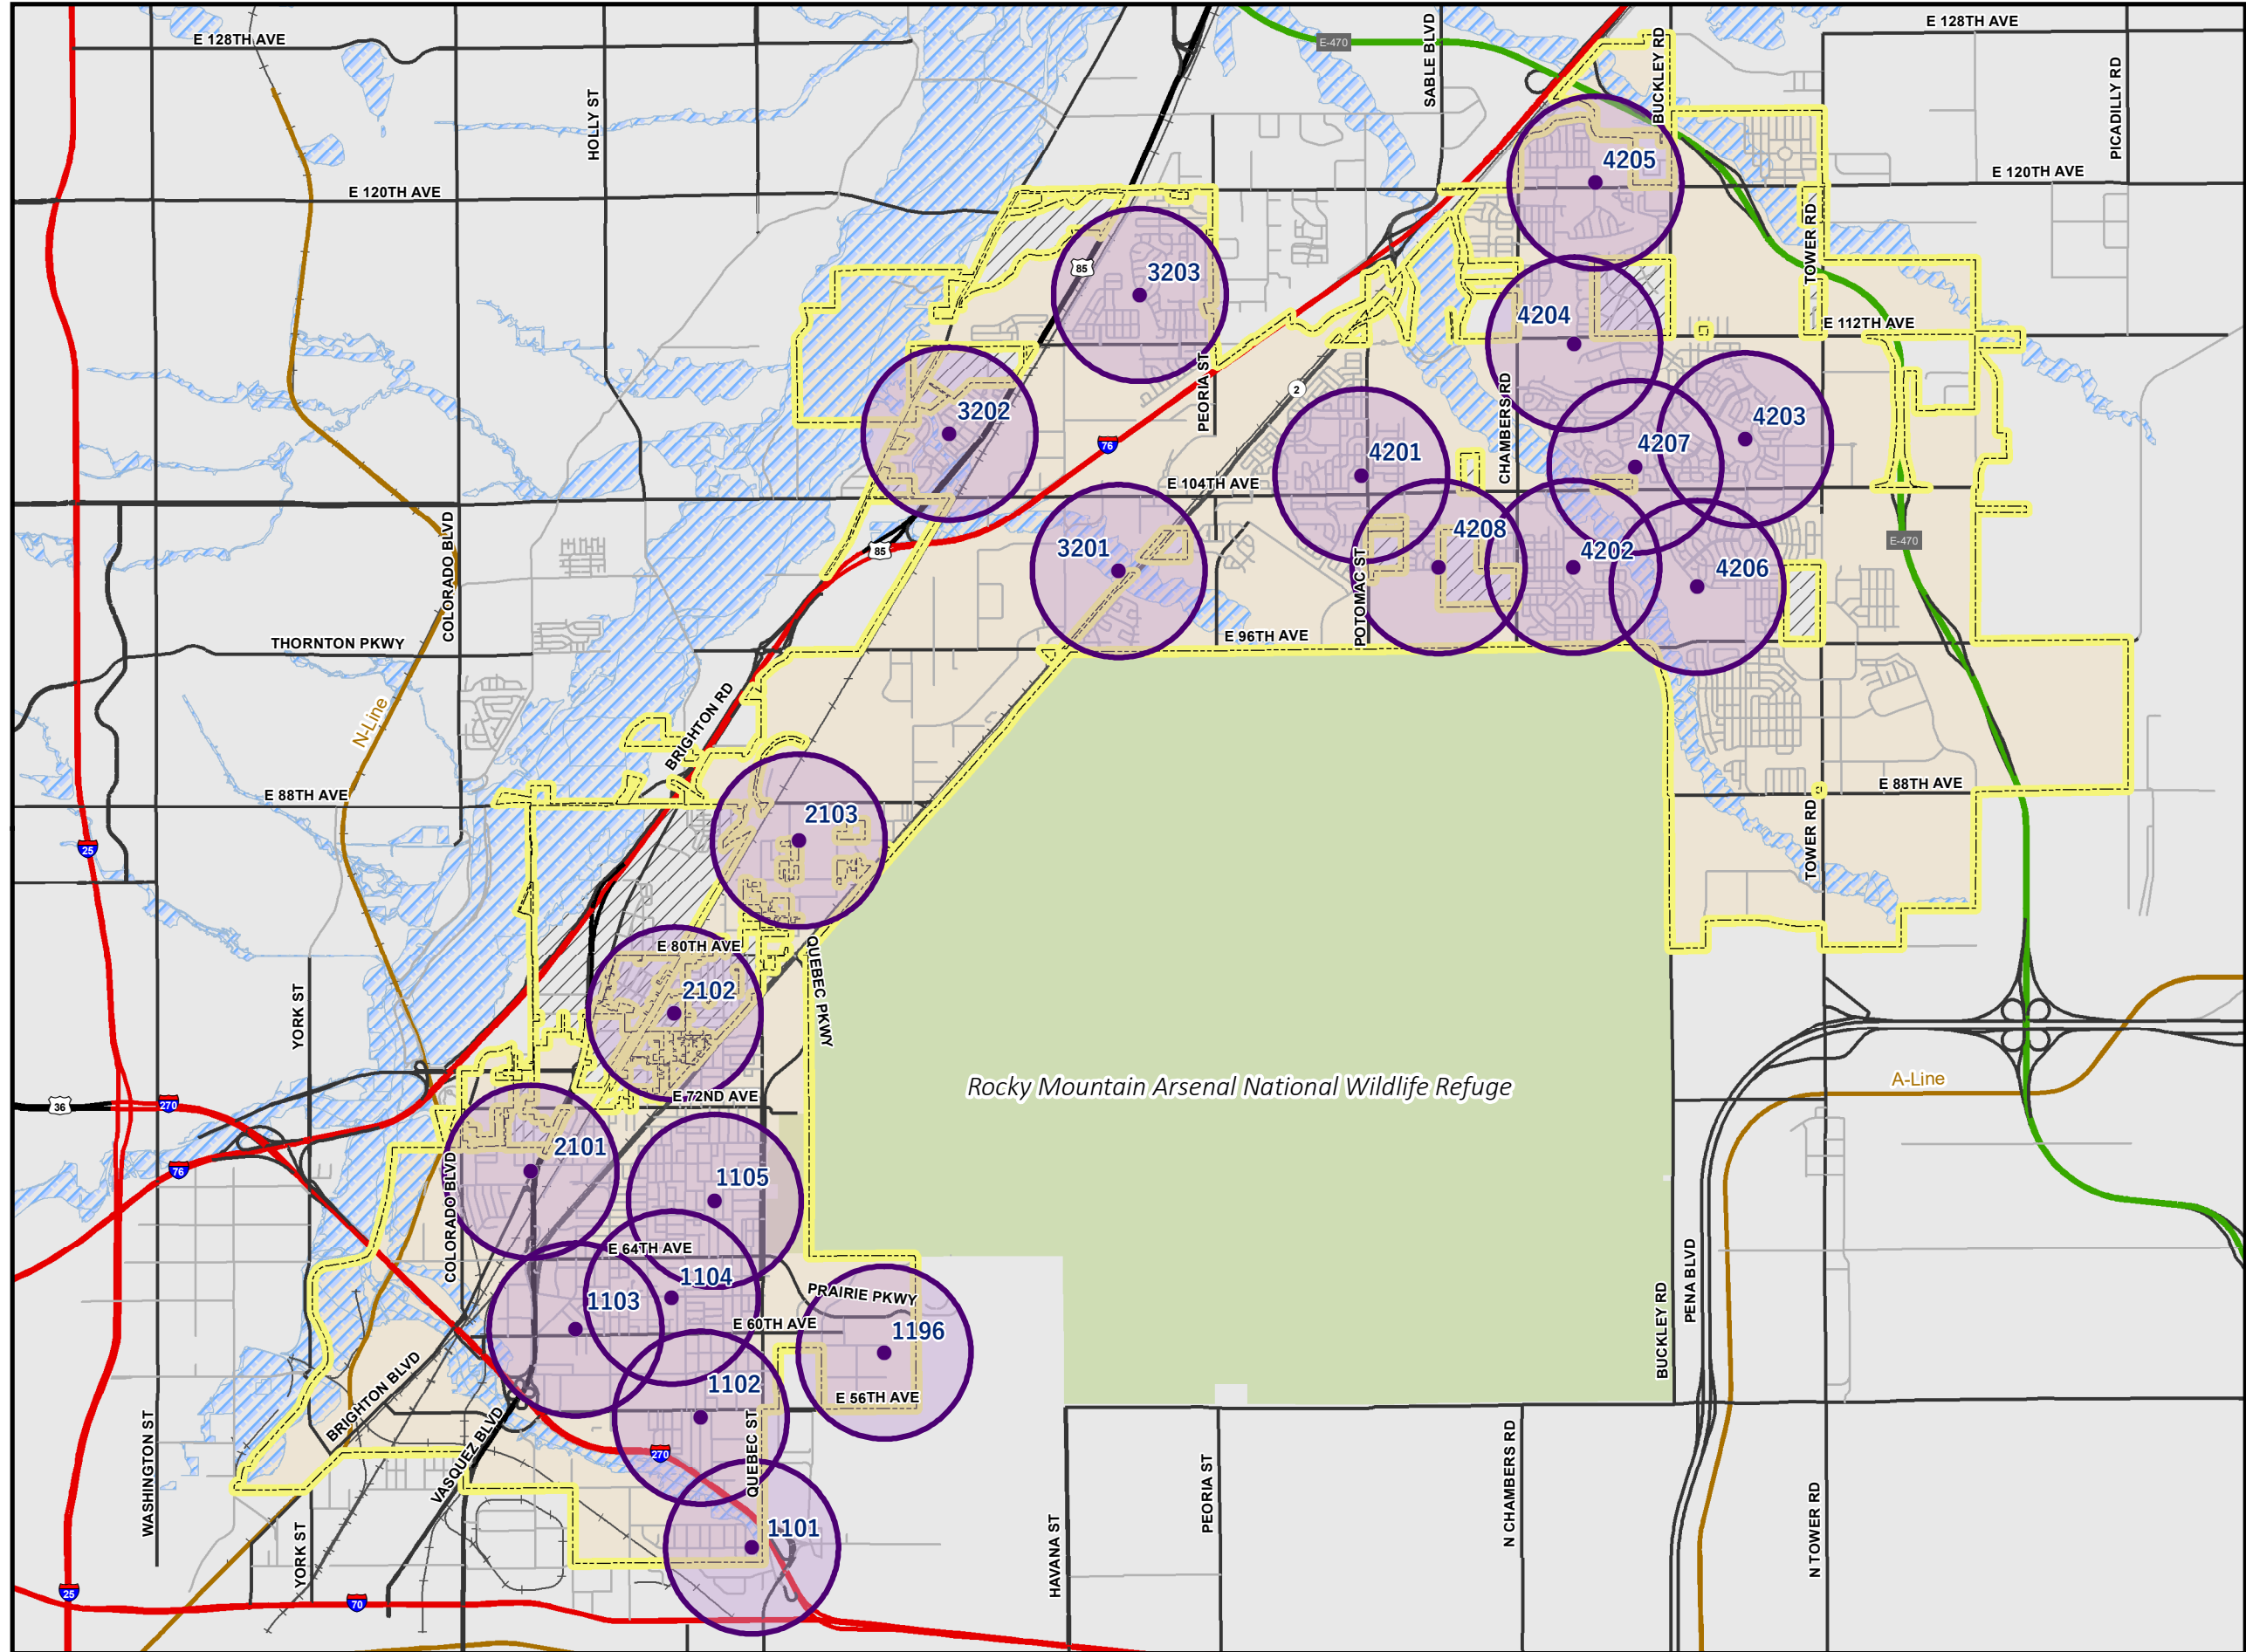 E 128TH AVE
E-470
SABLE BLVD
BUCKLEY RD
E 128TH AVE
PICADILLY RD
HOLLY ST
4205
E 120TH AVE
E 120TH AVE
TOWER RD
85
3203
4204
E 112TH AVE
PEORIA ST
2
CHAMBERS RD
3202
4203
4207
76
4201
E 104TH AVE
COLORADO BLVD
85
3201
4208
4202
4206
E-470
POTOMAC ST
THORNTON PKWY
E 96TH AVE
N-Line
BRIGHTON RD
E 88TH AVE
E 88TH AVE
2103
TOWER RD
25
E 80TH AVE
QUEBEC PKWY
2102
YORK ST
Rocky Mountain Arsenal National Wildlife Refuge
A-Line
36
270
E 72ND AVE
2101
76
1105
COLORADO BLVD
E 64TH AVE
1104
PRAIRIE PKWY
1103
E 60TH AVE
1196
BUCKLEY RD
PENA BLVD
1102
E 56TH AVE
BRIGHTON BLVD
VASQUEZ BLVD
QUEBEC ST
270
WASHINGTON ST
1101
YORK ST
HAVANA ST
PEORIA ST
N CHAMBERS RD
N TOWER RD
25
70